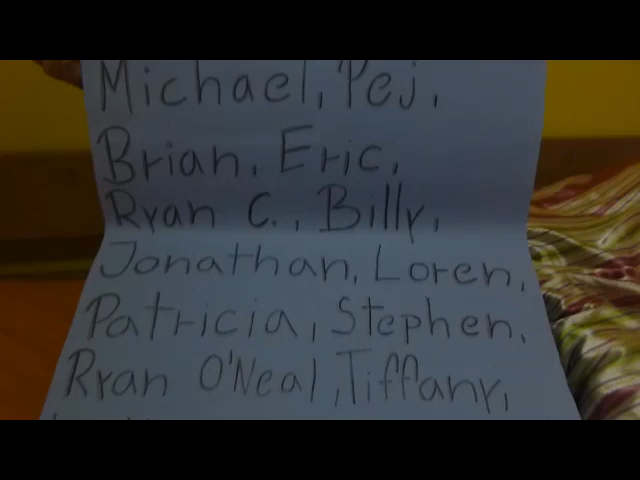 Michael, Pej,
Brian, Eric,
Ryan C., Billy,
Jonathan, Loren,
Patricia, Stephen,
Ryan O'Neal, Tiffany,